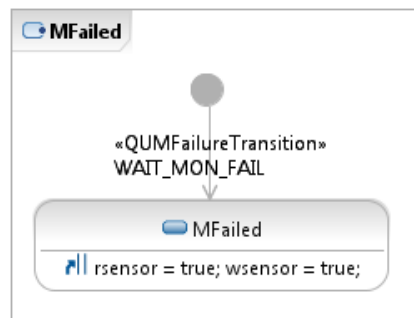 MFailed
«QUMFailureTransition»
WAIT_MON_FAIL
MFailed
rsensor = true; wsensor = true;